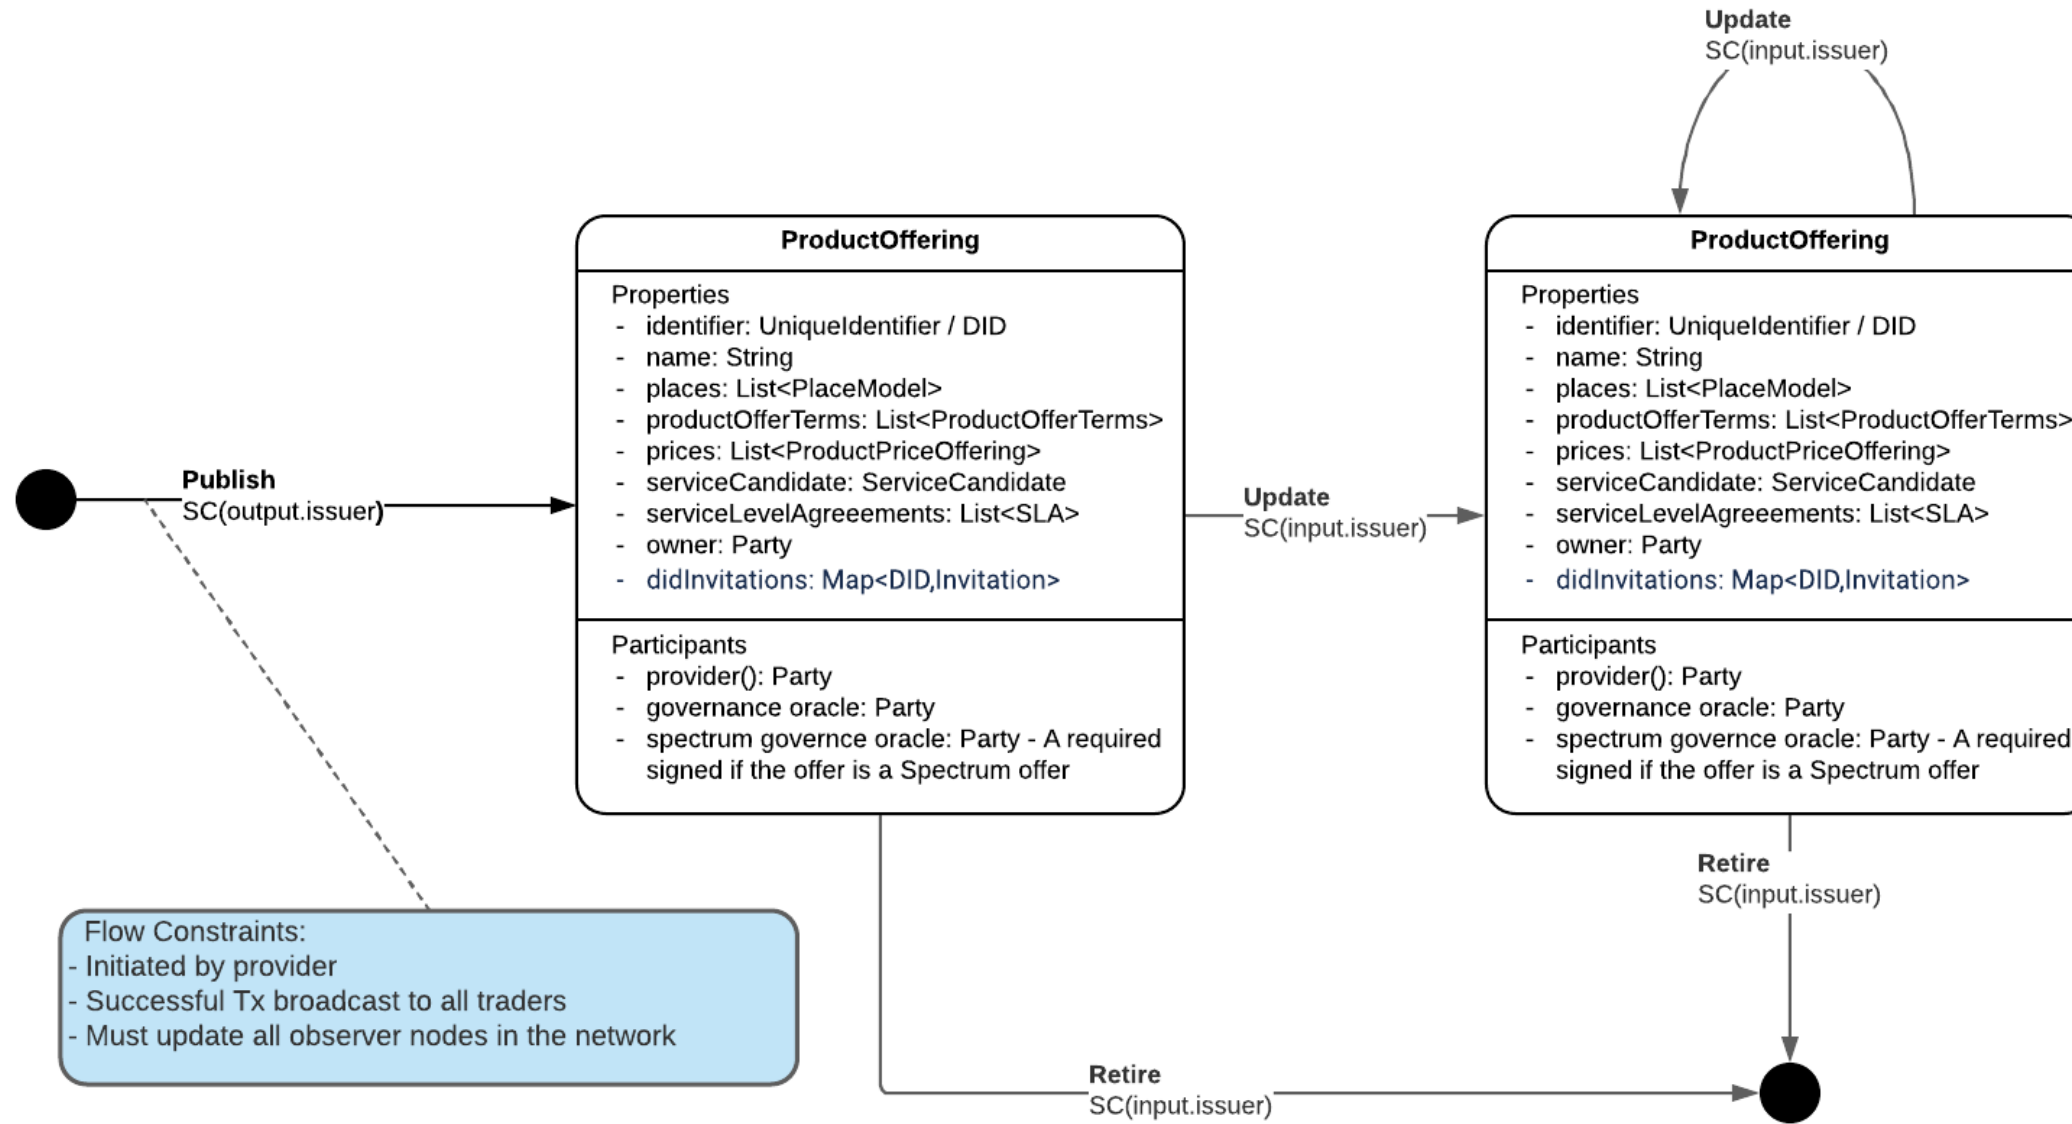 Update
SC(input.issuer)
ProductOffering
Properties
- identifier: UniqueIdentifier / DID
- name: String
- places: List<PlaceModel>
- productOfferTerms: List<ProductOfferTerms>
- prices: List<ProductPriceOffering>
- serviceCandidate: ServiceCandidate
- serviceLevelAgreeements: List<SLA>
- owner: Party
- didInvitations: Map<DID,Invitation>
Participants
- provider(): Party
- governance oracle: Party
- spectrum governce oracle: Party - A required
signed if the offer is a Spectrum offer
ProductOffering
Properties
- identifier: UniqueIdentifier / DID
- name: String
- places: List<PlaceModel>
- productOfferTerms: List<ProductOfferTerms>
- prices: List<ProductPriceOffering>
- serviceCandidate: ServiceCandidate
- serviceLevelAgreeements: List<SLA>
- owner: Party
- didInvitations: Map<DID,Invitation>
Participants
- provider(): Party
- governance oracle: Party
- spectrum governce oracle: Party - A required
signed if the offer is a Spectrum offer
Publish
SC(output.issuer)
Update
SC(input.issuer)
Retire
SC(input.issuer)
Flow Constraints:
- Initiated by provider
- Successful Tx broadcast to all traders
- Must update all observer nodes in the network
Retire
SC(input.issuer)